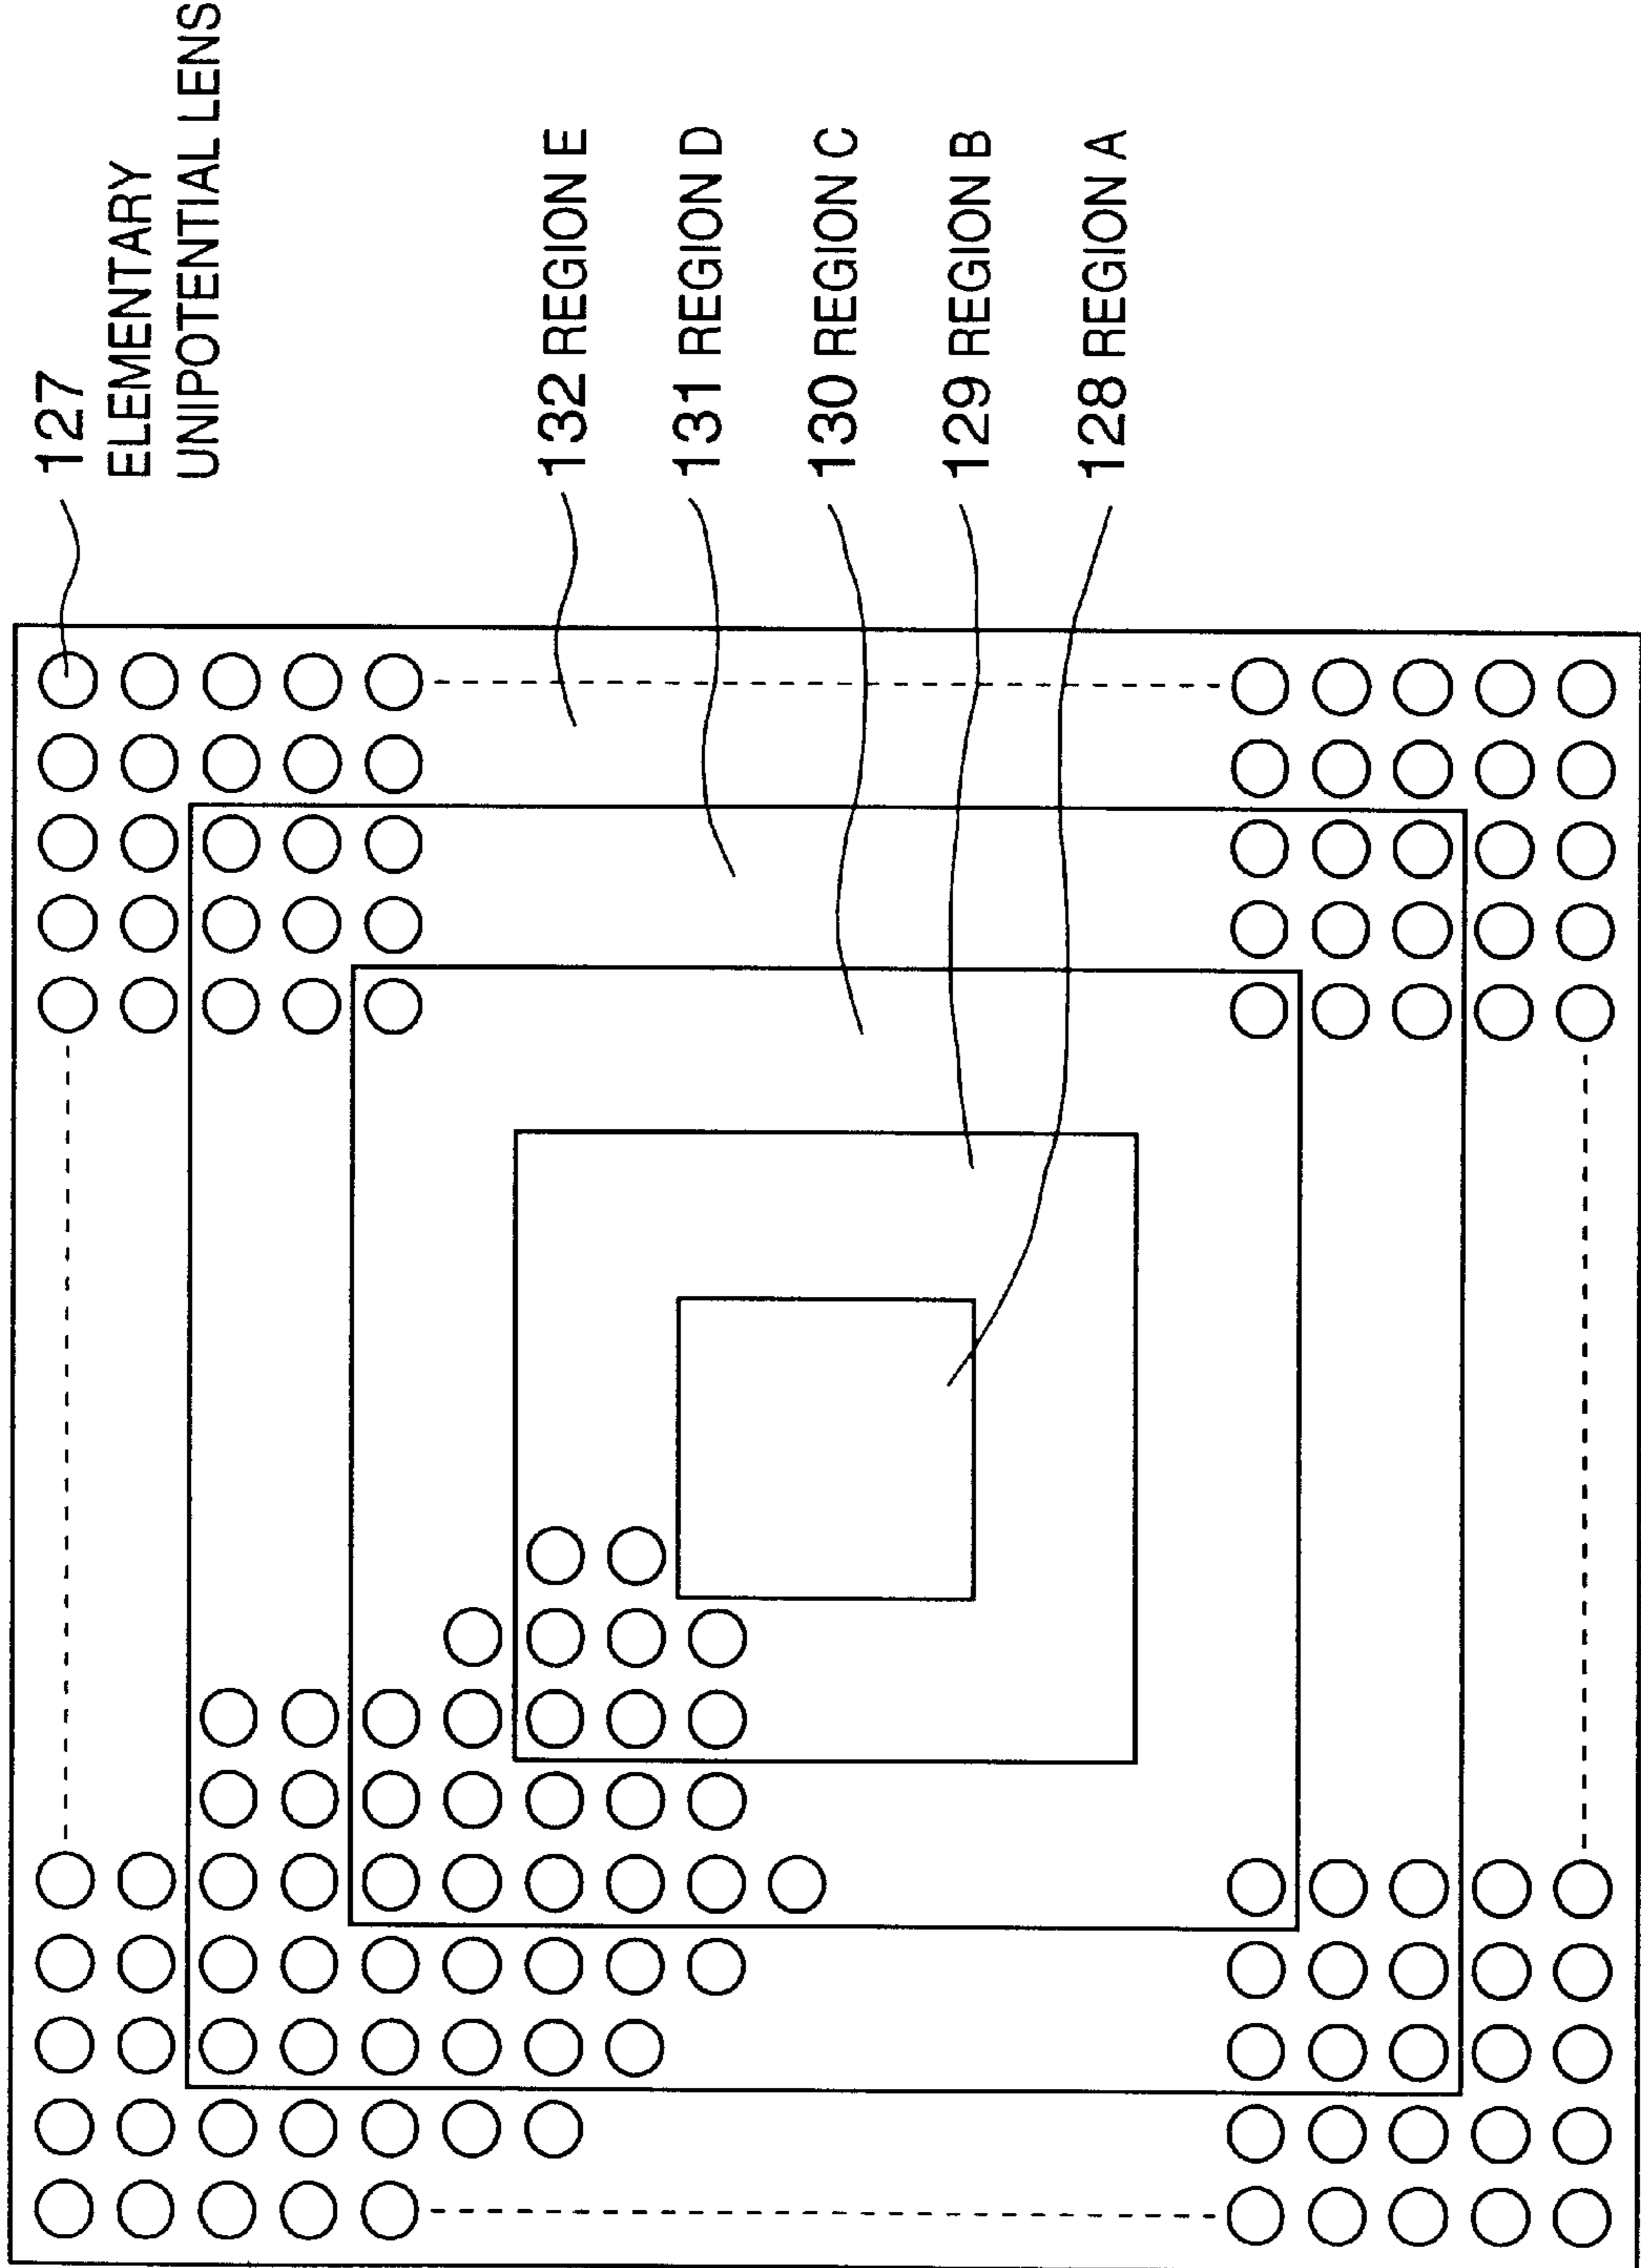 127
ELEMENTARY
UNIPOTENTIAL LENS
132 REGION E
131 REGION D
130 REGION C
129 REGION B
128 REGION A